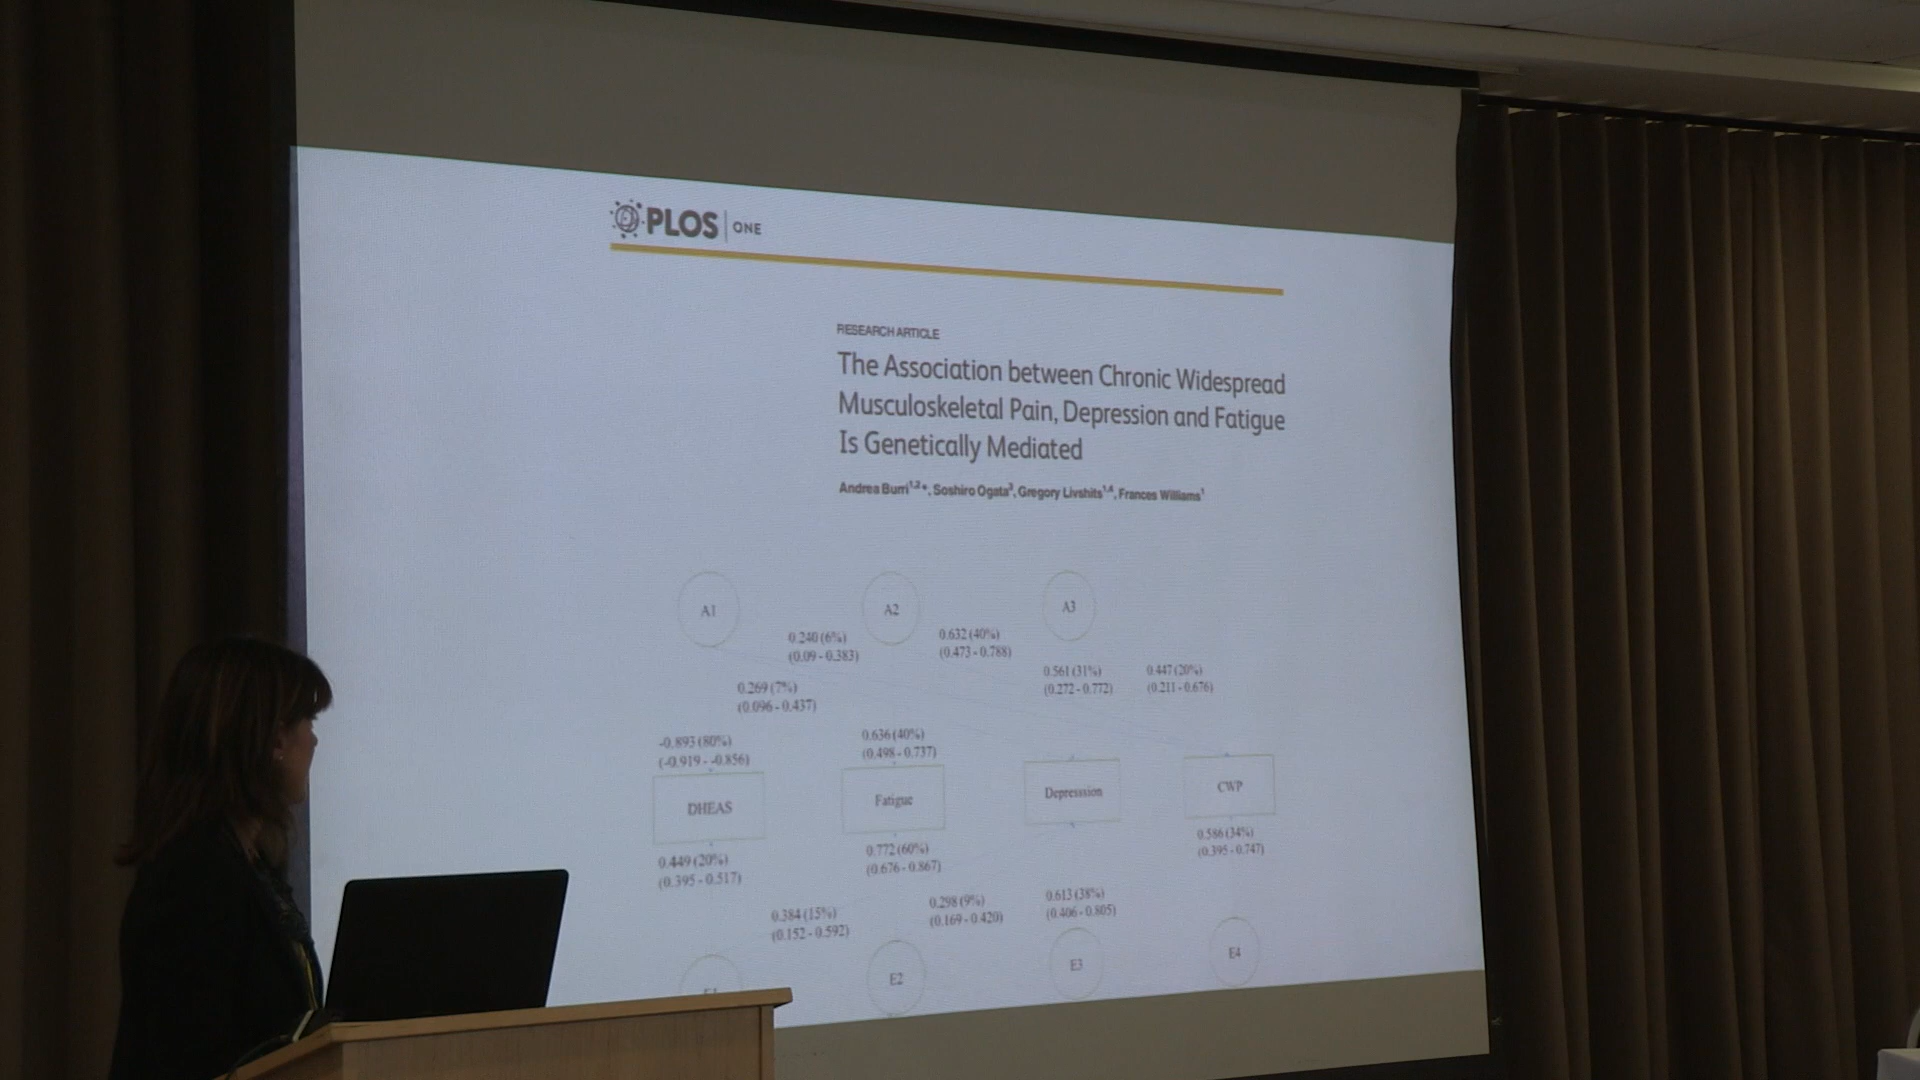 PLOS ONE
RESEARCH ARTICLE
The Association between Chronic Widespread
Musculoskeletal Pain, Depression and Fatigue
Is Genetically Mediated
Andrea Burri1,2*, Soshiro Ogata3, Gregory Livshits1,4, Frances Williams1
A1 A2 A3
0.240 (6%) 0.632 (40%)
(0.09 - 0.383) (0.473 - 0.788)
0.561 (31%) 0.447 (20%)
(0.272 - 0.772) (0.211 - 0.676)
0.269 (7%)
(0.096 - 0.437)
-0.893 (80%) 0.636 (40%)
(-0.919 - -0.856) (0.498 - 0.737)
DHEAS Fatigue Depresssion CWP
0.449 (20%) 0.772 (60%) 0.586 (34%)
(0.395 - 0.517) (0.676 - 0.867) (0.395 - 0.747)
0.384 (15%) 0.298 (9%) 0.613 (38%)
(0.152 - 0.592) (0.169 - 0.420) (0.406 - 0.805)
E2 E3 E4